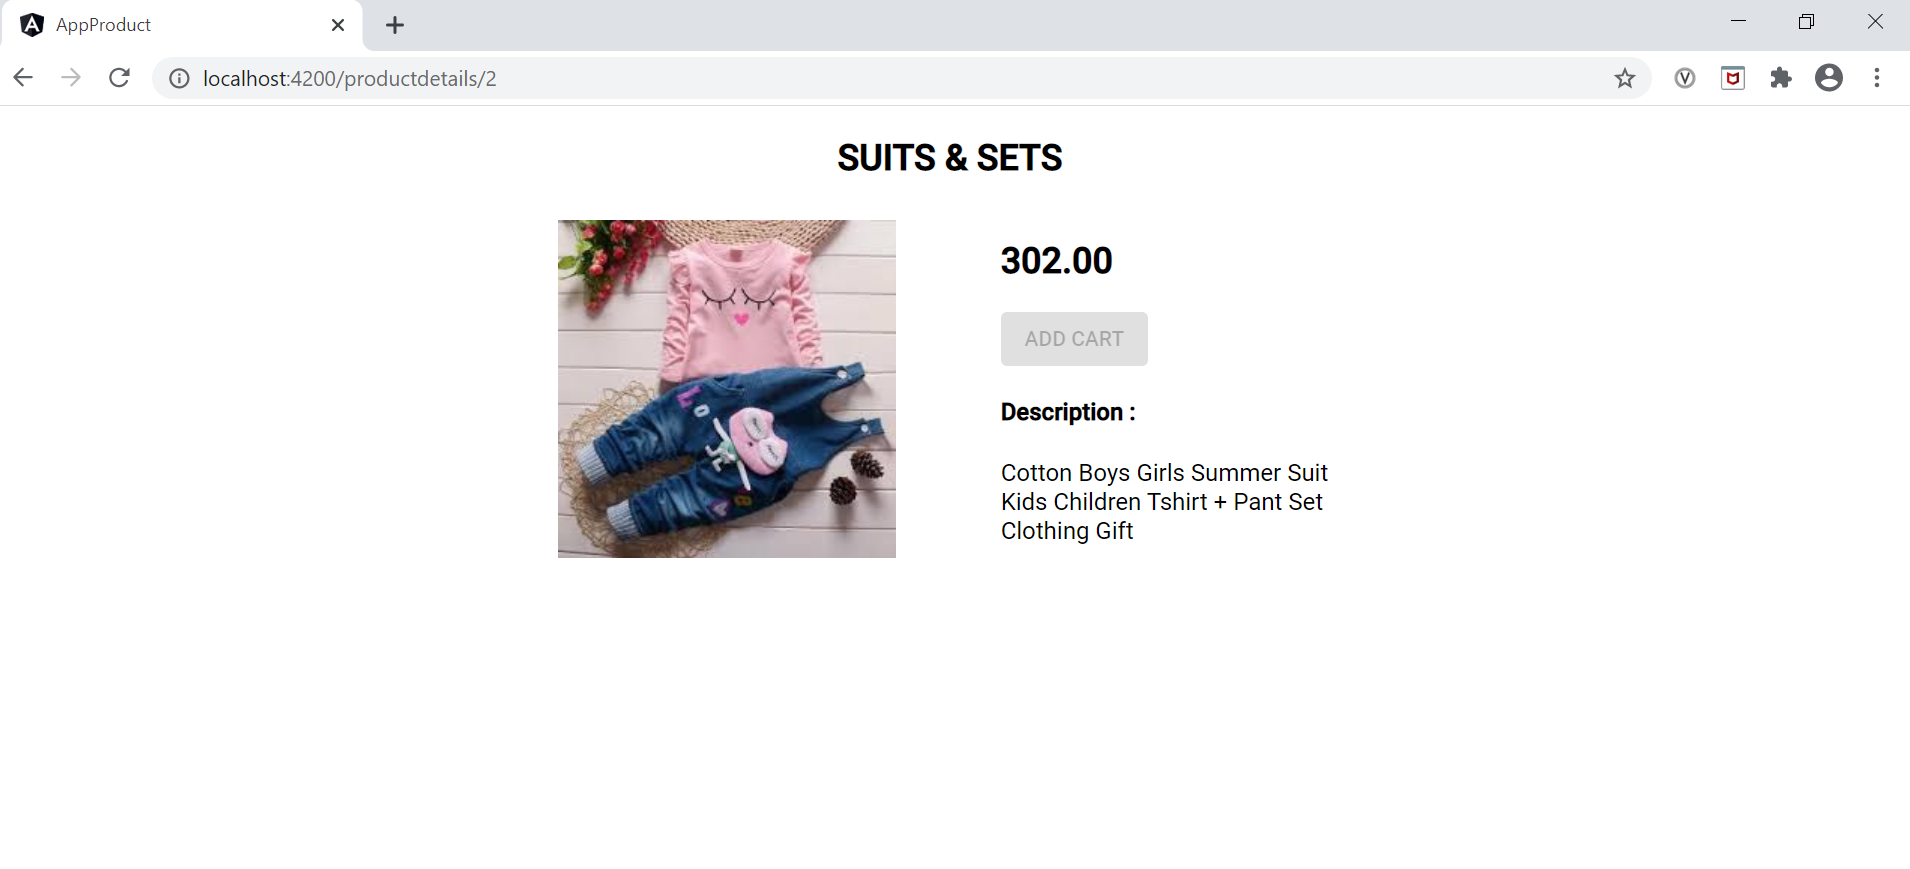 AppProduct
localhost:4200/productdetails/2
SUITS & SETS
302.00
ADD CART
Description :
Cotton Boys Girls Summer Suit
Kids Children Tshirt + Pant Set
Clothing Gift
L o